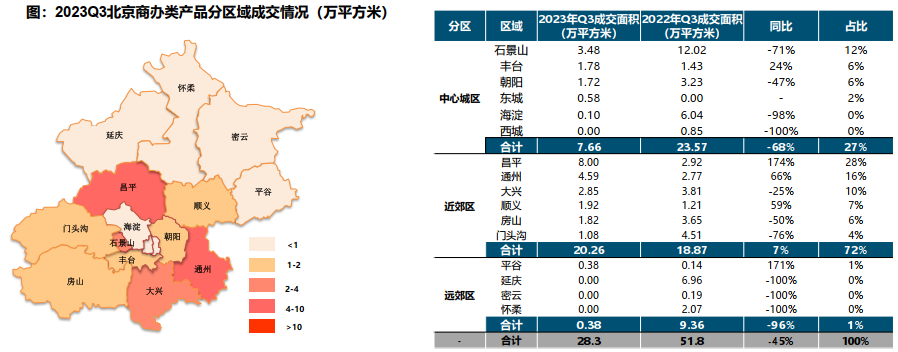 图：2023Q3北京商办类产品分区域成交情况（万平方米）
怀柔
延庆
密云
昌平
平谷
顺义
海淀
门头沟
石景山
朝阳
丰台
通州
房山
大兴
<1
1-2
2-4
4-10
>10
分区 区域 2023年Q3成交面积（万平方米） 2022年Q3成交面积（万平方米） 同比 占比
中心城区
石景山 3.48 12.02 -71% 12%
丰台 1.78 1.43 24% 6%
朝阳 1.72 3.23 -47% 6%
东城 0.58 0.00 - 2%
海淀 0.10 6.04 -98% 0%
西城 0.00 0.85 -100% 0%
合计 7.66 23.57 -68% 27%
近郊区
昌平 8.00 2.92 174% 28%
通州 4.59 2.77 66% 16%
大兴 2.85 3.81 -25% 10%
顺义 1.92 1.21 59% 7%
房山 1.82 3.65 -50% 6%
门头沟 1.08 4.51 -76% 4%
合计 20.26 18.87 7% 72%
远郊区
平谷 0.38 0.14 171% 1%
延庆 0.00 6.96 -100% 0%
密云 0.00 0.19 -100% 0%
怀柔 0.00 2.07 -100% 0%
合计 0.38 9.36 -96% 1%
- 合计 28.3 51.8 -45% 100%